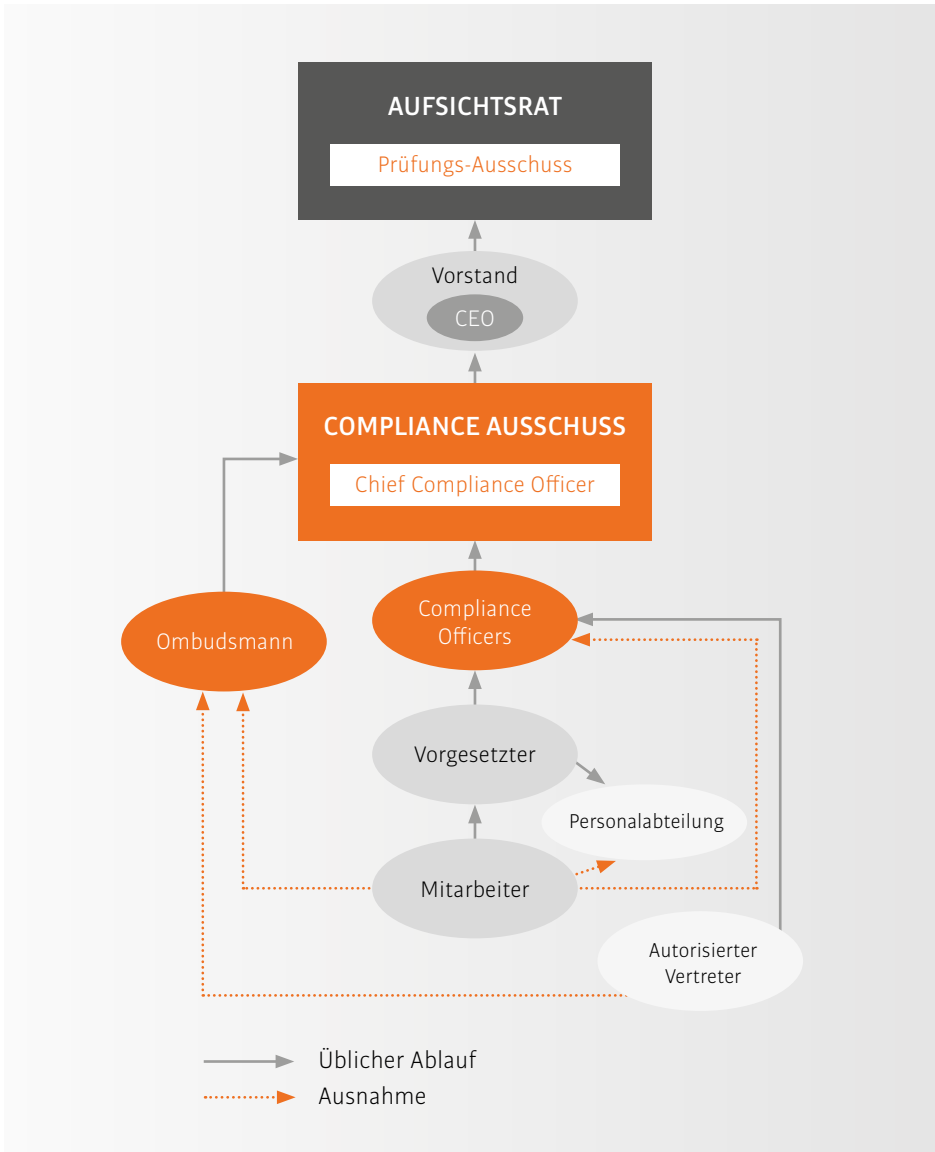 AUFSICHTSRAT
Prüfungs-Ausschuss
Vorstand
CEO
COMPLIANCE AUSSCHUSS
Chief Compliance Officer
Compliance
Officers
Ombudsmann
Vorgesetzter
Personalabteilung
Mitarbeiter
Autorisierter
Vertreter
Üblicher Ablauf
Ausnahme